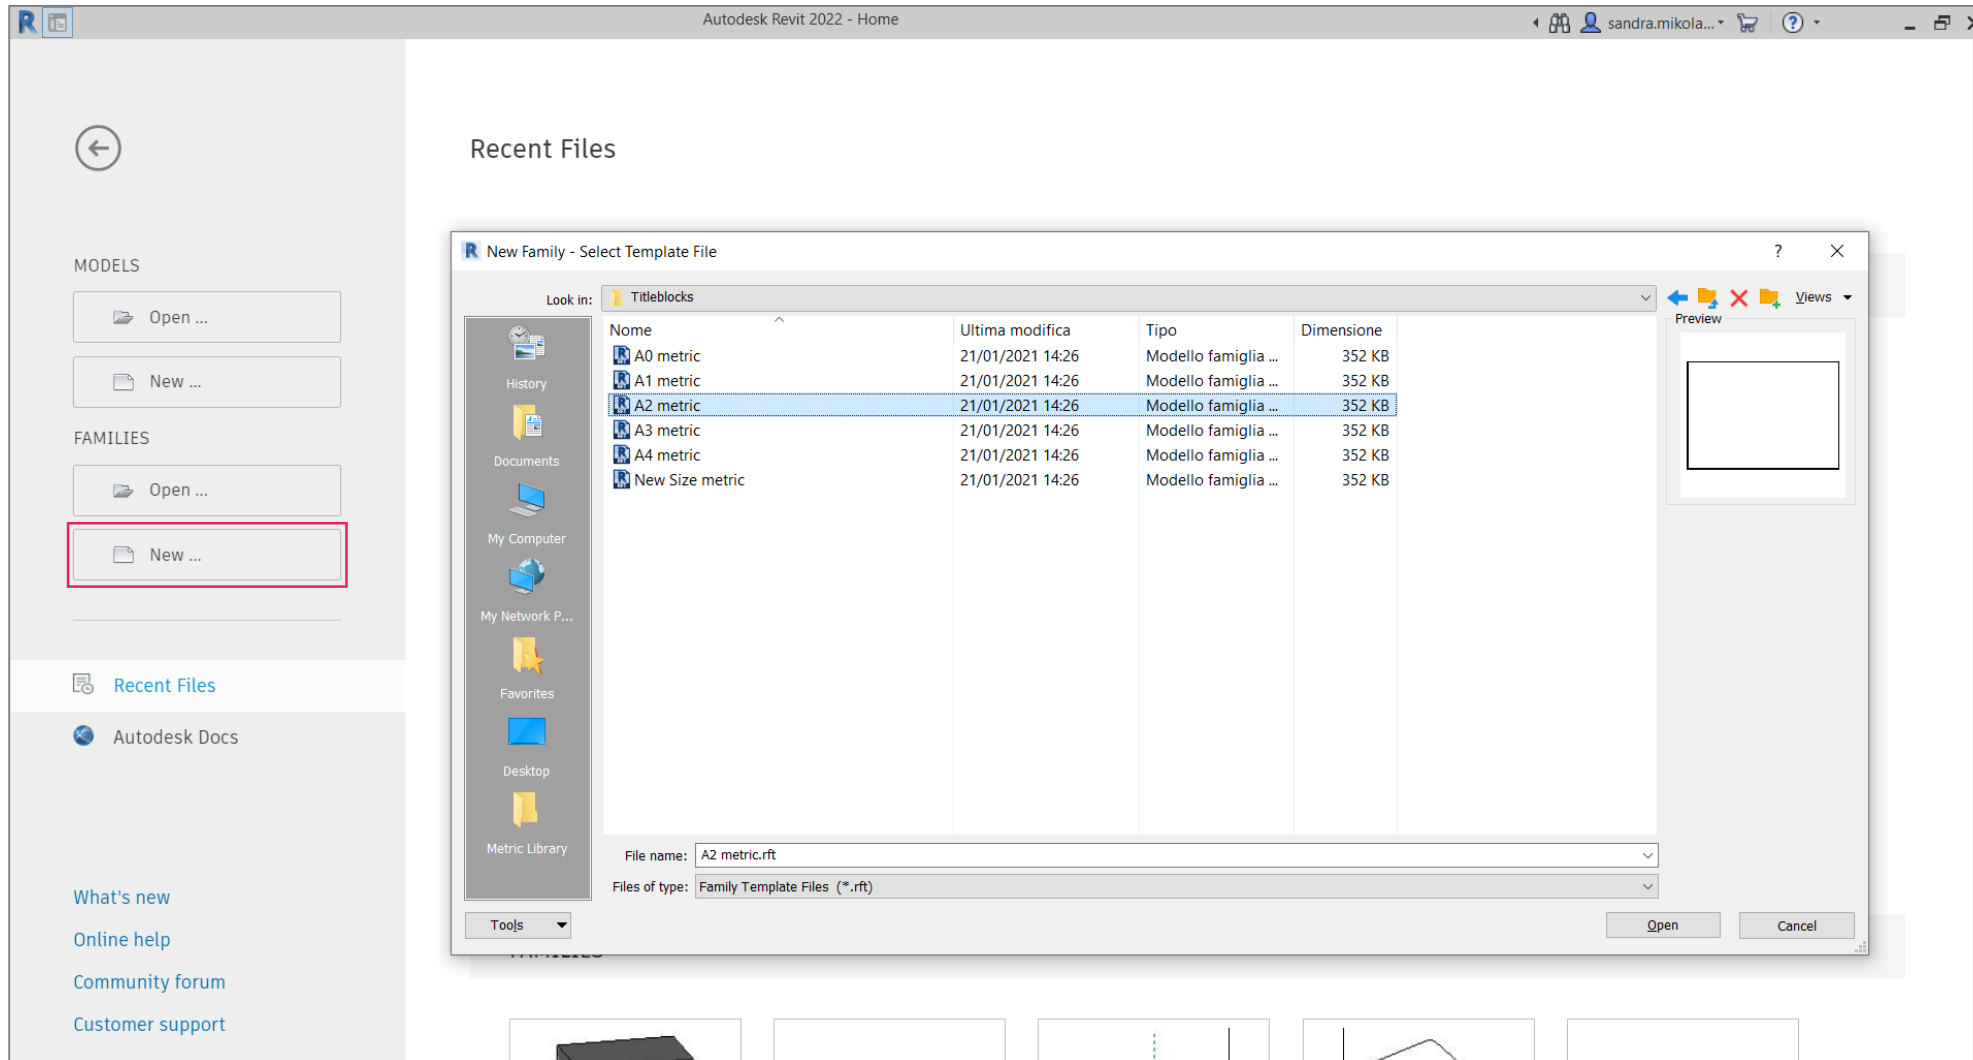 Autodesk Revit 2022 - Home
sandra.mikola...
Recent Files
MODELS
Open ...
New ...
FAMILIES
Open ...
New ...
Recent Files
Autodesk Docs
What's new
Online help
Community forum
Customer support
New Family - Select Template File
Look in: Titleblocks
Views
Preview
Nome Ultima modifica Tipo Dimensione
A0 metric 21/01/2021 14:26 Modello famiglia ... 352 KB
A1 metric 21/01/2021 14:26 Modello famiglia ... 352 KB
A2 metric 21/01/2021 14:26 Modello famiglia ... 352 KB
A3 metric 21/01/2021 14:26 Modello famiglia ... 352 KB
A4 metric 21/01/2021 14:26 Modello famiglia ... 352 KB
New Size metric 21/01/2021 14:26 Modello famiglia ... 352 KB
History
Documents
My Computer
My Network P...
Favorites
Desktop
Metric Library
File name: A2 metric.rft
Files of type: Family Template Files (*.rft)
Tools
Open
Cancel
FAMILIES